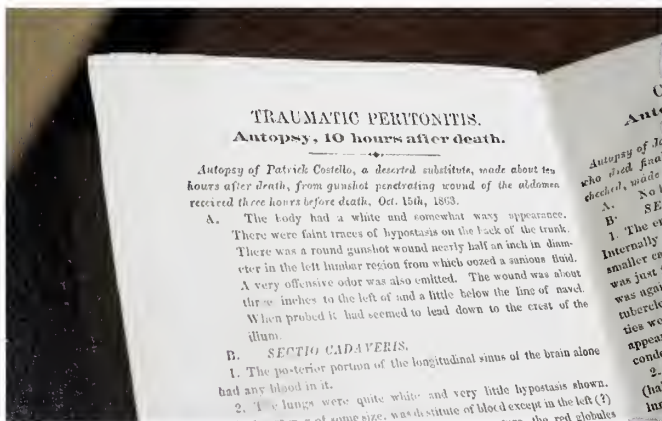 TRAUMATIC PERITONITIS.
Autopsy, 10 hours after death.
Autopsy of Patrick Costello, a deserted substitute, made about ten
hours after death, from gunshot penetrating wound of the abdomen
received three hours before death, Oct. 15th, 1863.
A. The body had a white and somewhat waxy appearance.
There were faint traces of hypostasis on the back of the trunk.
There was a round gunshot wound nearly half an inch in diam-
eter in the left lumbar region from which oozed a sanious fluid.
A very offensive odor was also emitted. The wound was about
three inches to the left of and a little below the line of navel.
When probed it had seemed to lead down to the crest of the
ilium.
B. SECTIO CADAVERIS.
1. The posterior portion of the longitudinal sinus of the brain alone
had any blood in it.
2. The lungs were quite white and very little hypostasis shown.
of some size, was destitute of blood except in the left (?)
the red globules
Autopsy of
who died
checked, made
A. No
B. SE
1. The
Internally
smaller
was just
was
tubercle
ties
2.
(ha